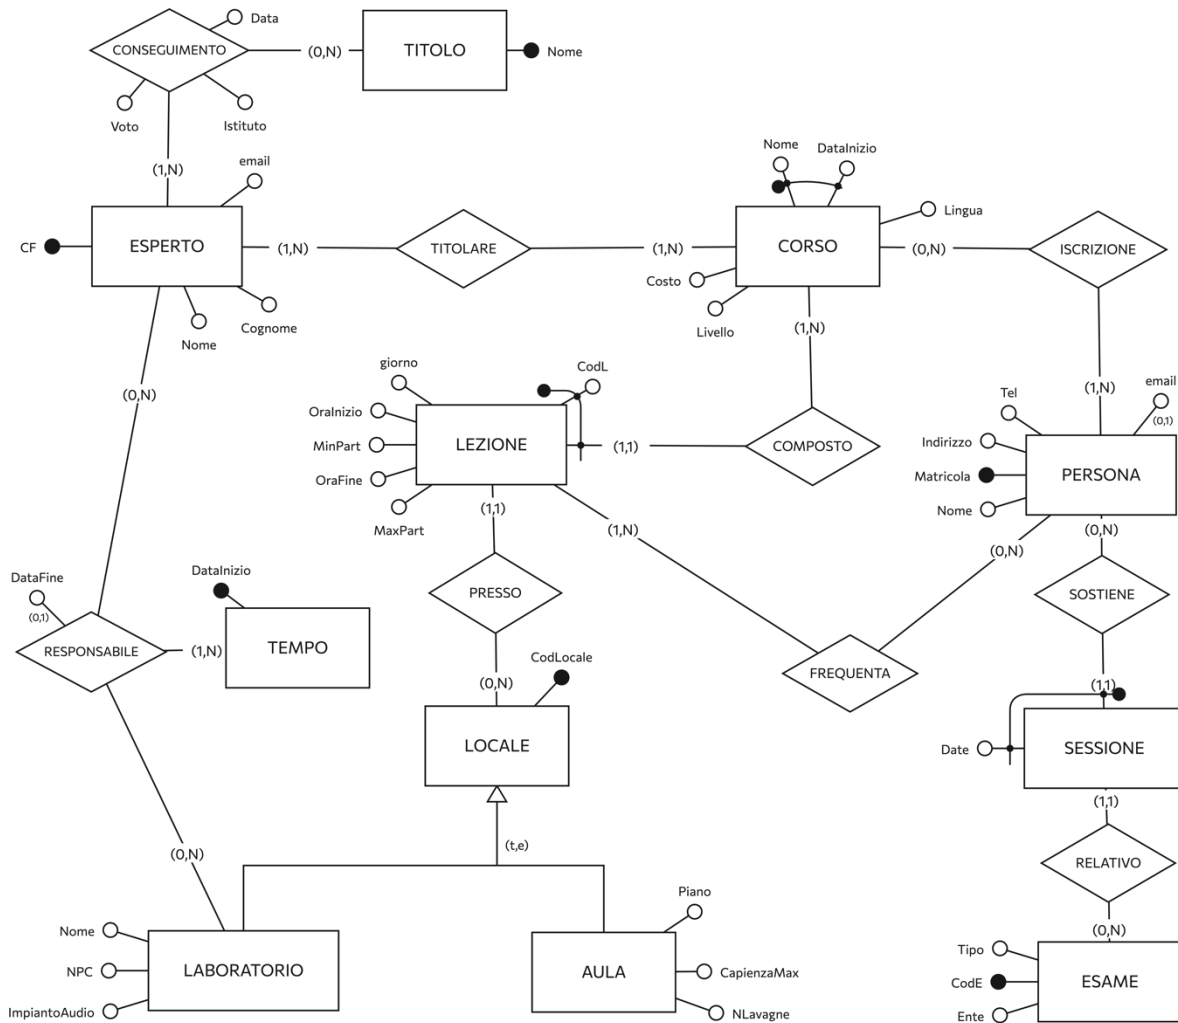 Data
CONSEGUIMENTO
(0,N)
TITOLO
Nome
Voto
Istituto
(1,N)
email
CF
ESPERTO
(1,N)
TITOLARE
(1,N)
Nome
DataInizio
Lingua
CORSO
(0,N)
ISCRIZIONE
Costo
Livello
Nome
Cognome
(1,N)
(0,N)
giorno
CodL
OraInizio
MinPart
OraFine
MaxPart
LEZIONE
(1,1)
COMPOSTO
(1,N)
Tel
email
(0,1)
Indirizzo
Matricola
Nome
PERSONA
(1,1)
(1,N)
(0,N)
(0,N)
DataFine
(0,1)
DataInizio
RESPONSABILE
(1,N)
TEMPO
PRESSO
SOSTIENE
FREQUENTA
(0,N)
CodLocale
(1,1)
LOCALE
Date
SESSIONE
(1,1)
(t,e)
(0,N)
RELATIVO
Piano
(0,N)
Nome
NPC
ImpiantoAudio
LABORATORIO
AULA
CapienzaMax
NLavagne
Tipo
CodE
Ente
ESAME